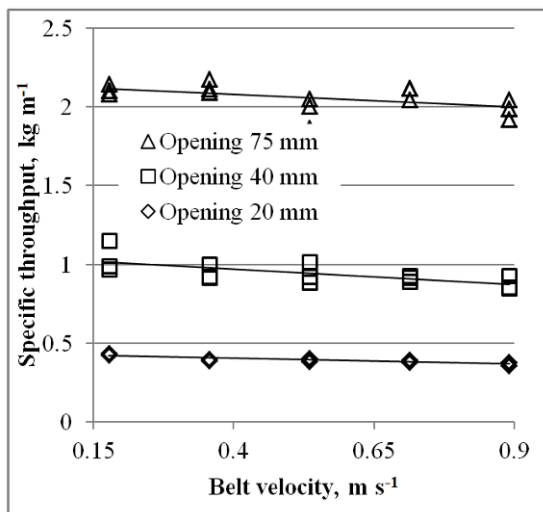 2.5
2
1.5
1
0.5
0
Specific throughput, kg m⁻¹
Opening 75 mm
Opening 40 mm
Opening 20 mm
0.15 0.4 0.65 0.9
Belt velocity, m s⁻¹